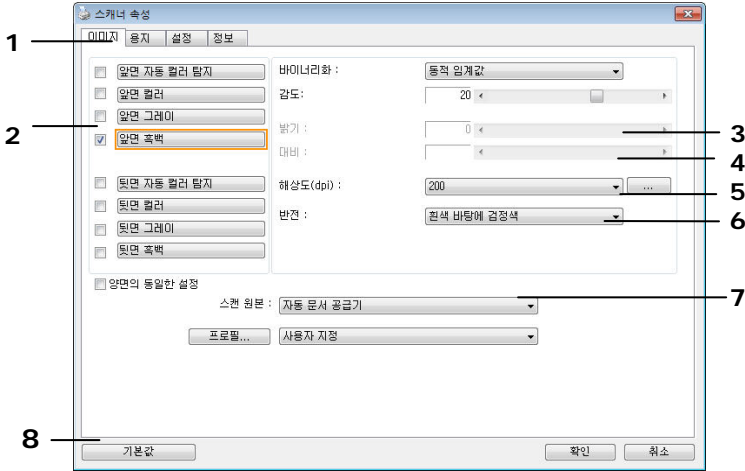 스캐너 속성
1
이미지 용지 설정 정보
2
앞면 자동 컬러 탐지
앞면 컬러
앞면 그레이
앞면 흑백
뒷면 자동 컬러 탐지
뒷면 컬러
뒷면 그레이
뒷면 흑백
바이너리화 : 동적 임계값
감도: 20
밝기 : 0
3
대비 :
4
해상도(dpi) : 200 ...
5
반전 : 흰색 바탕에 검정색
6
양면의 동일한 설정
7
스캔 원본 : 자동 문서 공급기
프로필... 사용자 지정
8
기본값 확인 취소